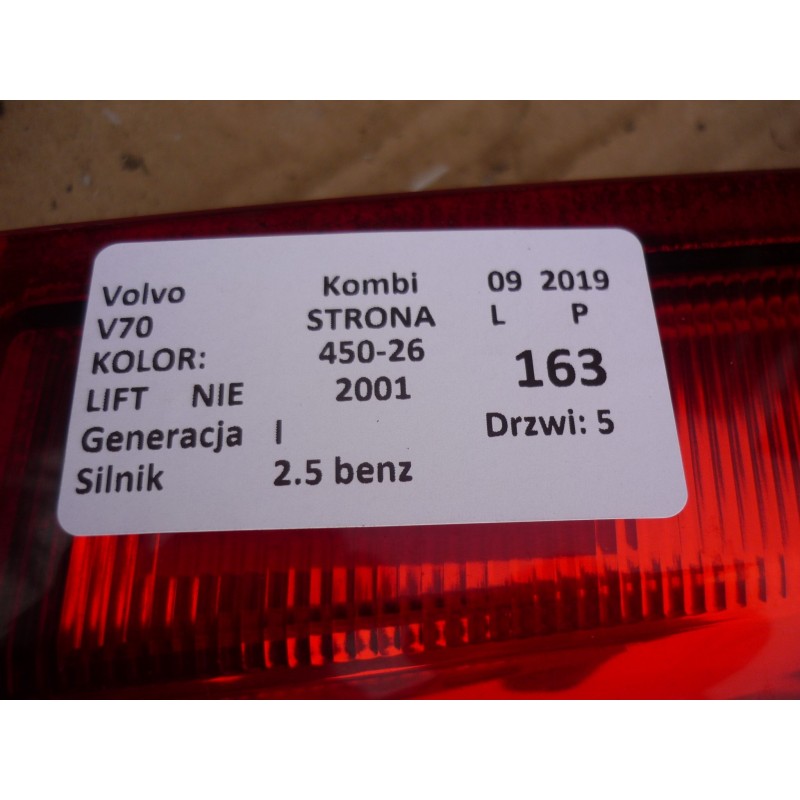 Volvo Kombi 09 2019
V70 STRONA L P
KOLOR: 450-26 163
LIFT NIE 2001
Generacja I Drzwi: 5
Silnik 2.5 benz